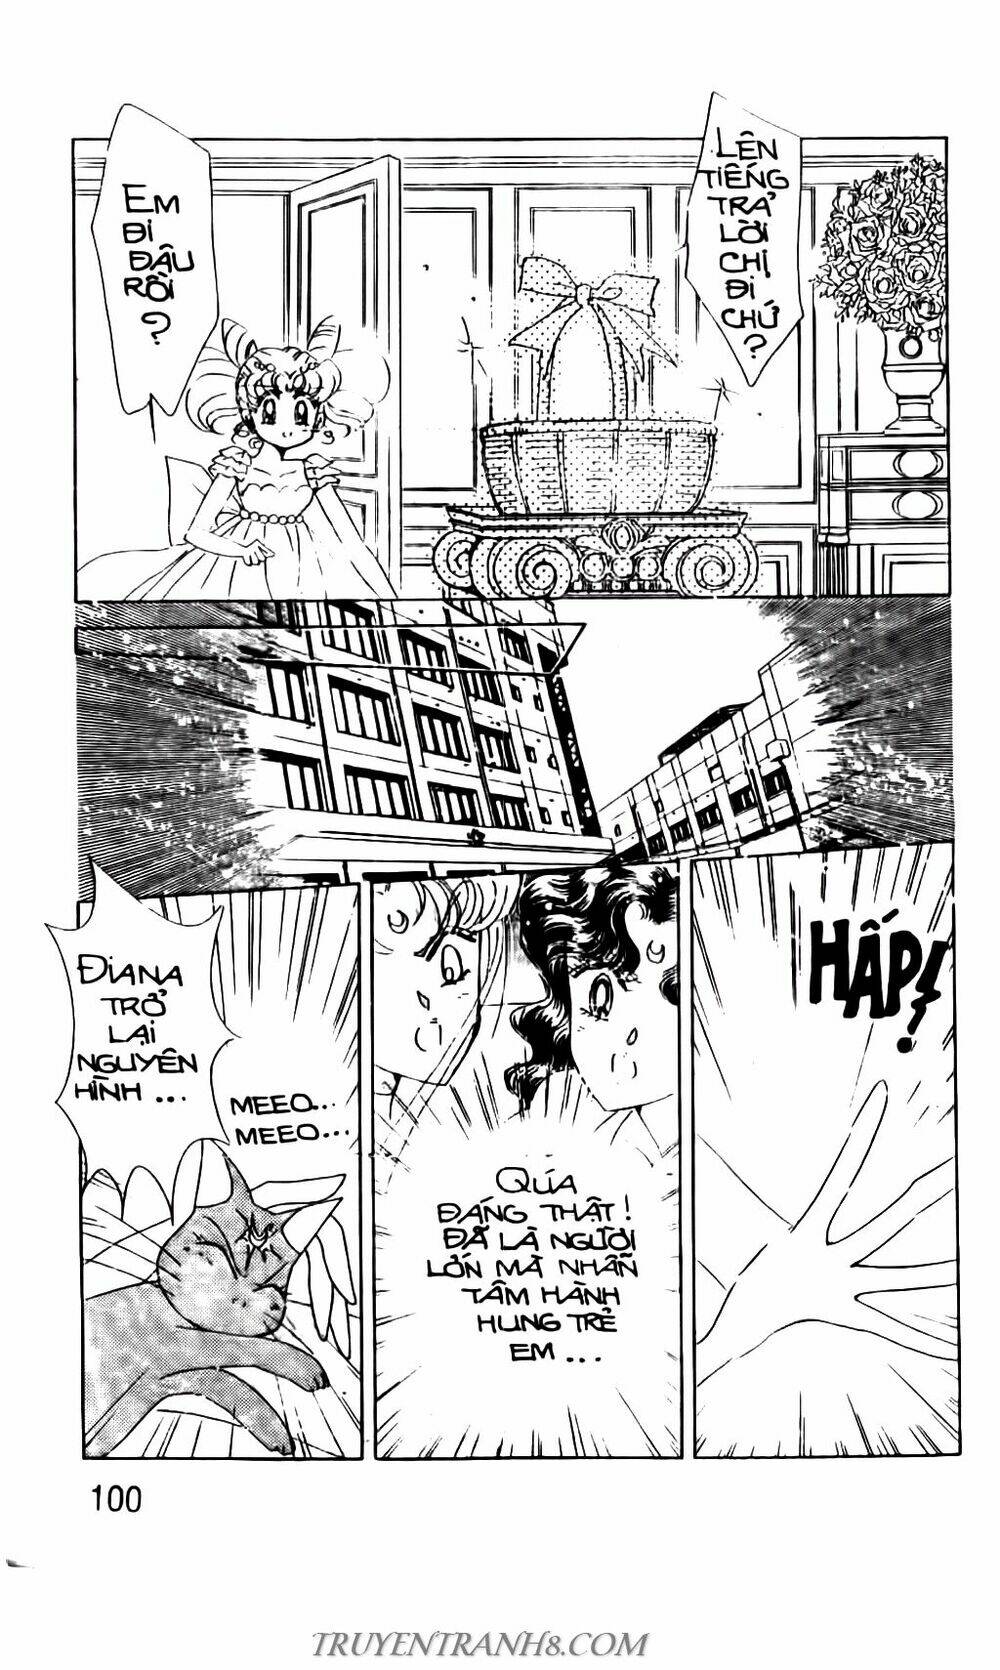 EM
ĐI
ĐÂU
RỒI
?
LÊN
TIẾNG
TRẢ
LỜI
CHỊ
ĐI
CHỨ
?
ĐIANA
TRỞ
LẠI
NGUYÊN
HÌNH ...
MEEO...
MEEO...
QÚA
ĐÁNG THẬT !
ĐÃ LÀ NGƯỜI
LỚN MÀ NHẪN
TÂM HÀNH
HUNG TRẺ
EM ...
HẤP!
100
TRUYENTRANH8.COM